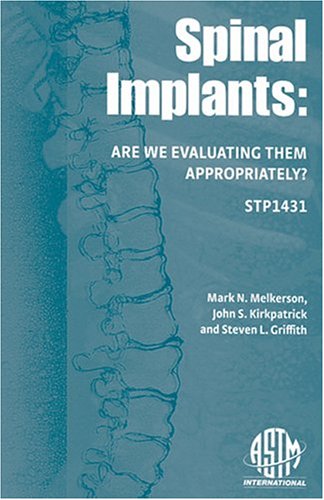 Spinal
Implants:
ARE WE EVALUATING THEM
APPROPRIATELY?
STP1431
Mark N. Melkerson,
John S. Kirkpatrick
and Steven L. Griffith
ASTM
INTERNATIONAL